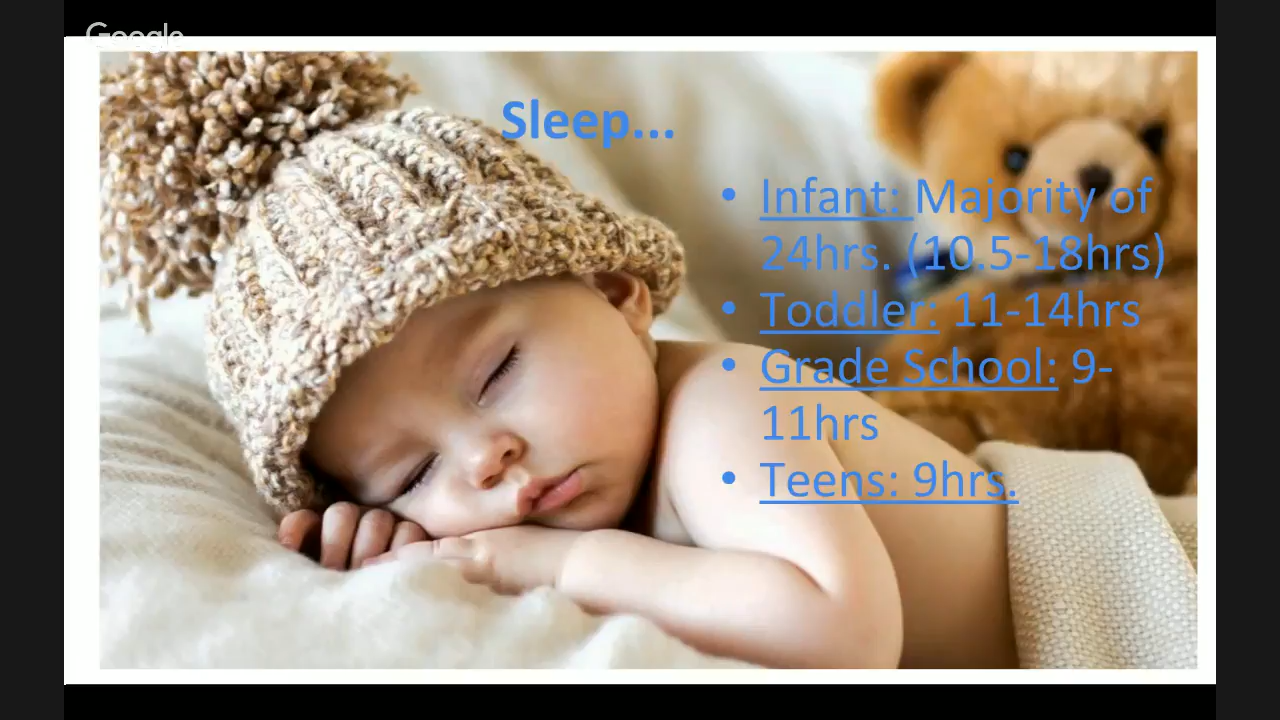 Google
Sleep...
• Infant: Majority of
24hrs. (10.5-18hrs)
• Toddler: 11-14hrs
• Grade School: 9-
11hrs
• Teens: 9hrs.